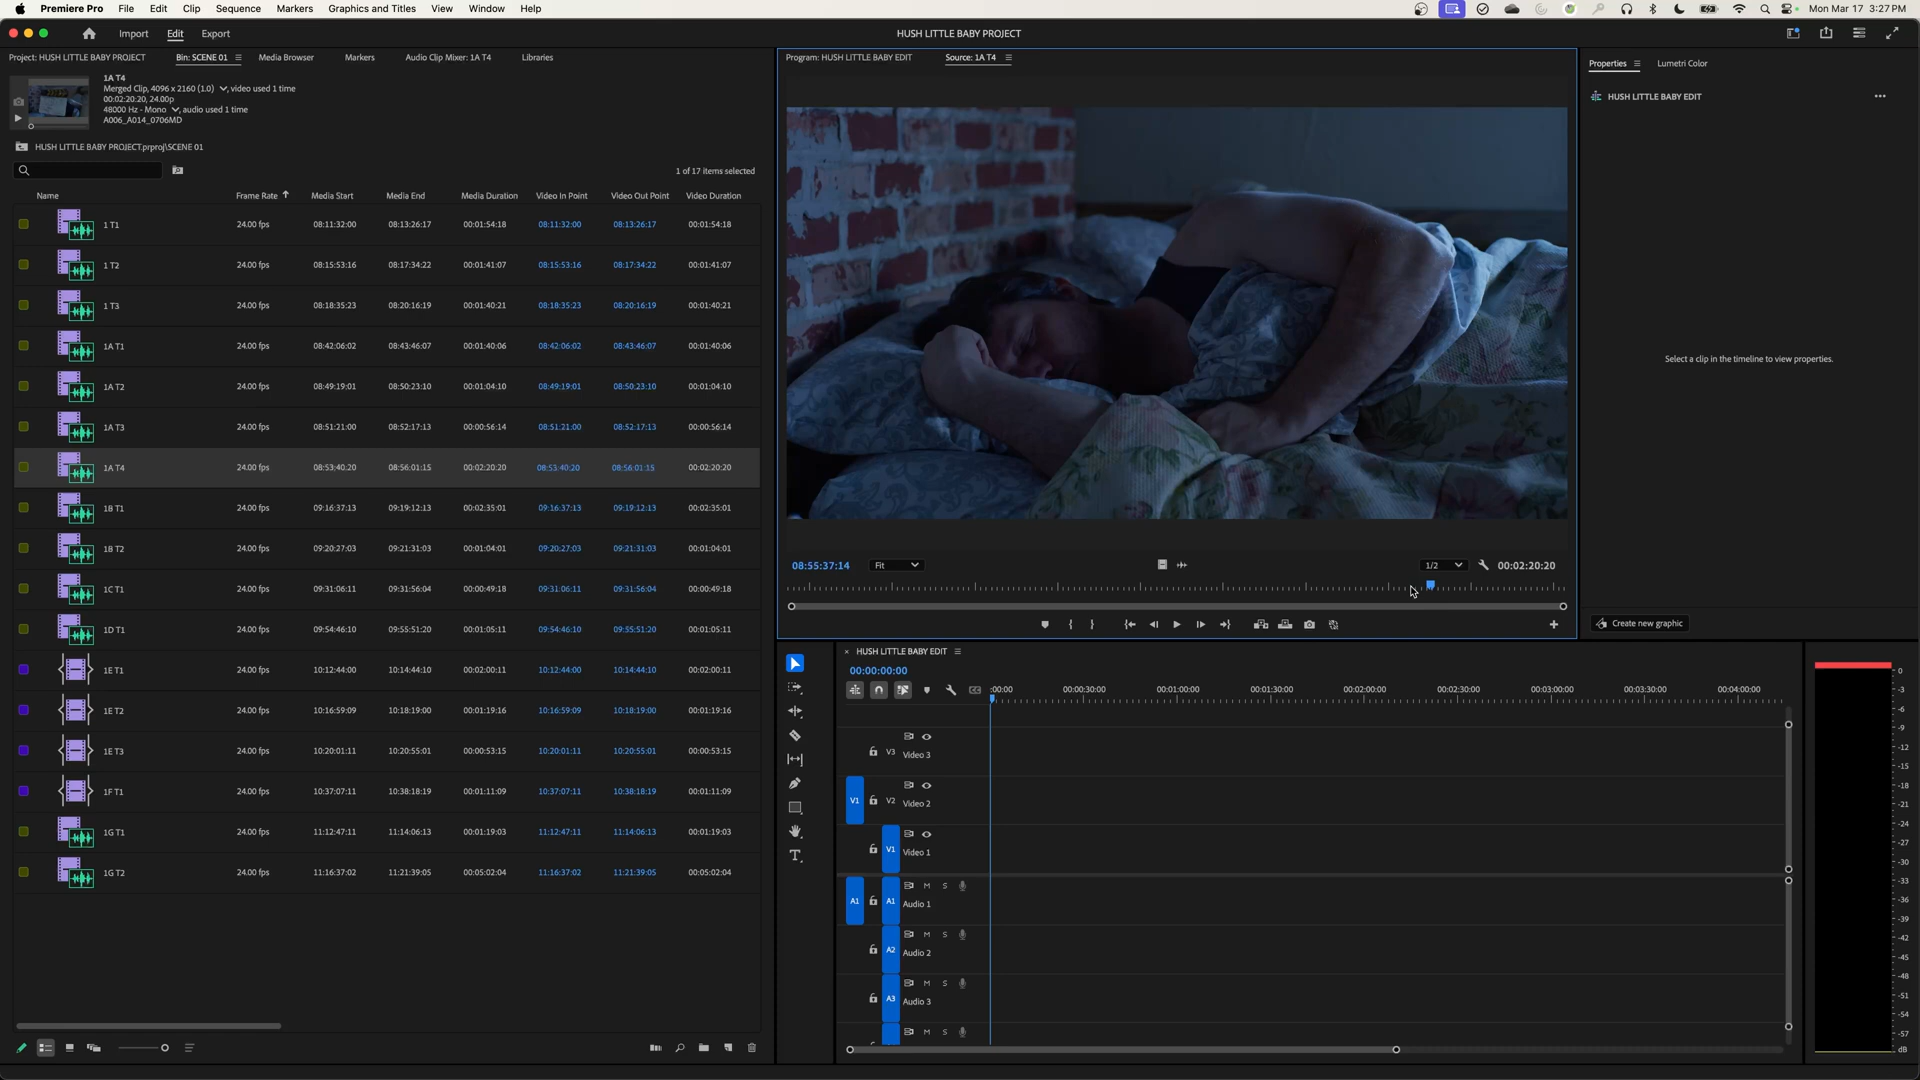 Premiere Pro File Edit Clip Sequence Markers Graphics and Titles View Window Help
Mon Mar 17 3:27 PM
Import Edit Export
HUSH LITTLE BABY PROJECT
Project: HUSH LITTLE BABY PROJECT Bin: SCENE 01 Media Browser Markers Audio Clip Mixer: 1A T4 Libraries
1A T4
Merged Clip, 4096 x 2160 (1.0) , video used 1 time
00:02:20:20, 24.00p
48000 Hz - Mono , audio used 1 time
A006_A014_0706MD
HUSH LITTLE BABY PROJECT.prproj\SCENE 01
1 of 17 items selected
Name Frame Rate Media Start Media End Media Duration Video In Point Video Out Point Video Duration
1 T1 24.00 fps 08:11:32:00 08:13:26:17 00:01:54:18 08:11:32:00 08:13:26:17 00:01:54:18
1 T2 24.00 fps 08:15:53:16 08:17:34:22 00:01:41:07 08:15:53:16 08:17:34:22 00:01:41:07
1 T3 24.00 fps 08:18:35:23 08:20:16:19 00:01:40:21 08:18:35:23 08:20:16:19 00:01:40:21
1A T1 24.00 fps 08:42:06:02 08:43:46:07 00:01:40:06 08:42:06:02 08:43:46:07 00:01:40:06
1A T2 24.00 fps 08:49:19:01 08:50:23:10 00:01:04:10 08:49:19:01 08:50:23:10 00:01:04:10
1A T3 24.00 fps 08:51:21:00 08:52:17:13 00:00:56:14 08:51:21:00 08:52:17:13 00:00:56:14
1A T4 24.00 fps 08:53:40:20 08:56:01:15 00:02:20:20 08:53:40:20 08:56:01:15 00:02:20:20
1B T1 24.00 fps 09:16:37:13 09:19:12:13 00:02:35:01 09:16:37:13 09:19:12:13 00:02:35:01
1B T2 24.00 fps 09:20:27:03 09:21:31:03 00:01:04:01 09:20:27:03 09:21:31:03 00:01:04:01
1C T1 24.00 fps 09:31:06:11 09:31:56:04 00:00:49:18 09:31:06:11 09:31:56:04 00:00:49:18
1D T1 24.00 fps 09:54:46:10 09:55:51:20 00:01:05:11 09:54:46:10 09:55:51:20 00:01:05:11
1E T1 24.00 fps 10:12:44:00 10:14:44:10 00:02:00:11 10:12:44:00 10:14:44:10 00:02:00:11
1E T2 24.00 fps 10:16:59:09 10:18:19:00 00:01:19:16 10:16:59:09 10:18:19:00 00:01:19:16
1E T3 24.00 fps 10:20:01:11 10:20:55:01 00:00:53:15 10:20:01:11 10:20:55:01 00:00:53:15
1F T1 24.00 fps 10:37:07:11 10:38:18:19 00:01:11:09 10:37:07:11 10:38:18:19 00:01:11:09
1G T1 24.00 fps 11:12:47:11 11:14:06:13 00:01:19:03 11:12:47:11 11:14:06:13 00:01:19:03
1G T2 24.00 fps 11:16:37:02 11:21:39:05 00:05:02:04 11:16:37:02 11:21:39:05 00:05:02:04
Program: HUSH LITTLE BABY EDIT Source: 1A T4
08:55:37:14 Fit 1/2 00:02:20:20
Properties Lumetri Color
HUSH LITTLE BABY EDIT
Select a clip in the timeline to view properties.
Create new graphic
HUSH LITTLE BABY EDIT
00:00:00:00
:00:00 00:00:30:00 00:01:00:00 00:01:30:00 00:02:00:00 00:02:30:00 00:03:00:00 00:03:30:00 00:04:00:00
V3 Video 3
V1 V2 Video 2
V1 Video 1
M S
A1 A1 Audio 1
M S
A2 Audio 2
M S
A3 Audio 3
M S
0
-3
-6
-9
-12
-15
-18
-21
-24
-27
-30
-33
-36
-39
-42
-45
-48
-51
-54
-57
dB